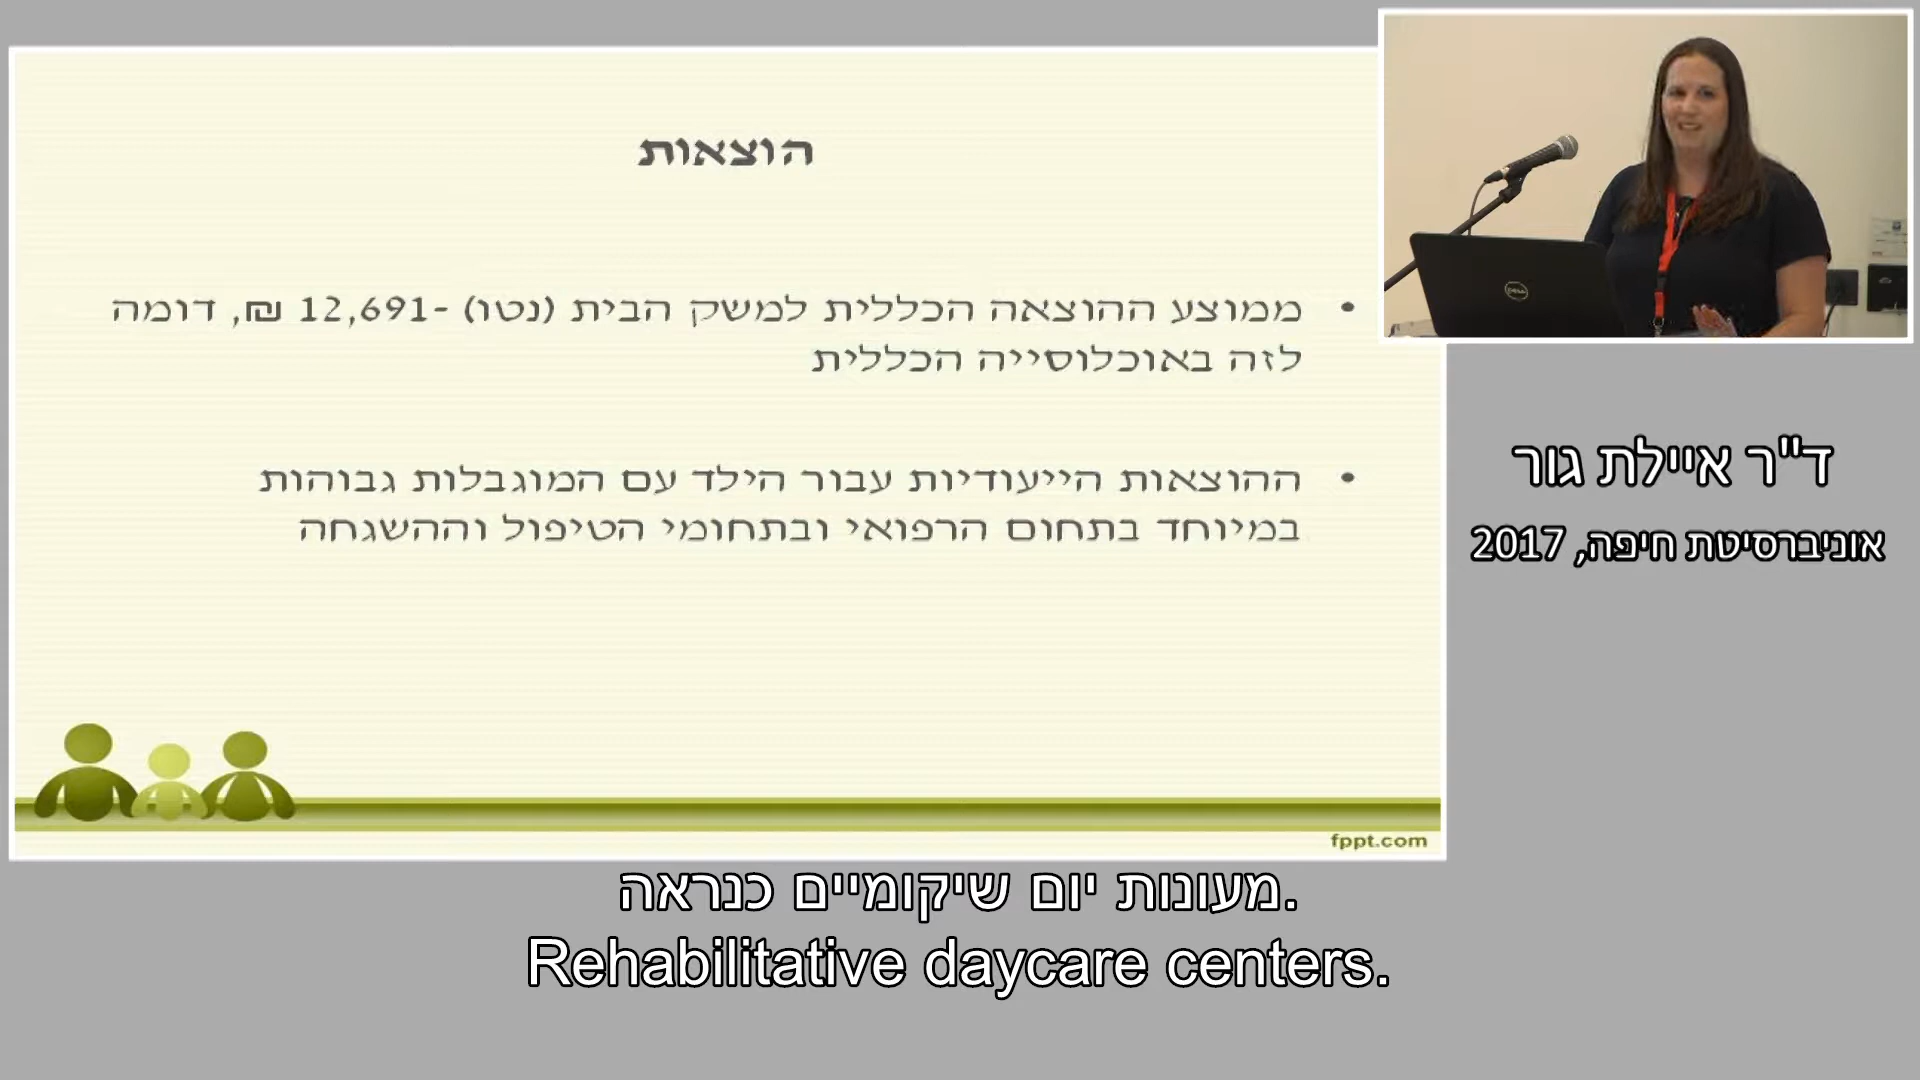 הוצאות
• ממוצע ההוצאה הכללית למשק הבית (נטו) -12,691 ₪, דומה
לזה באוכלוסייה הכללית
• ההוצאות הייעודיות עבור הילד עם המוגבלות גבוהות
במיוחד בתחום הרפואי ובתחומי הטיפול וההשגחה
fppt.com
DELL
ד"ר איילת גור
אוניברסיטת חיפה, 2017
מעונות יום שיקומיים כנראה.
Rehabilitative daycare centers.